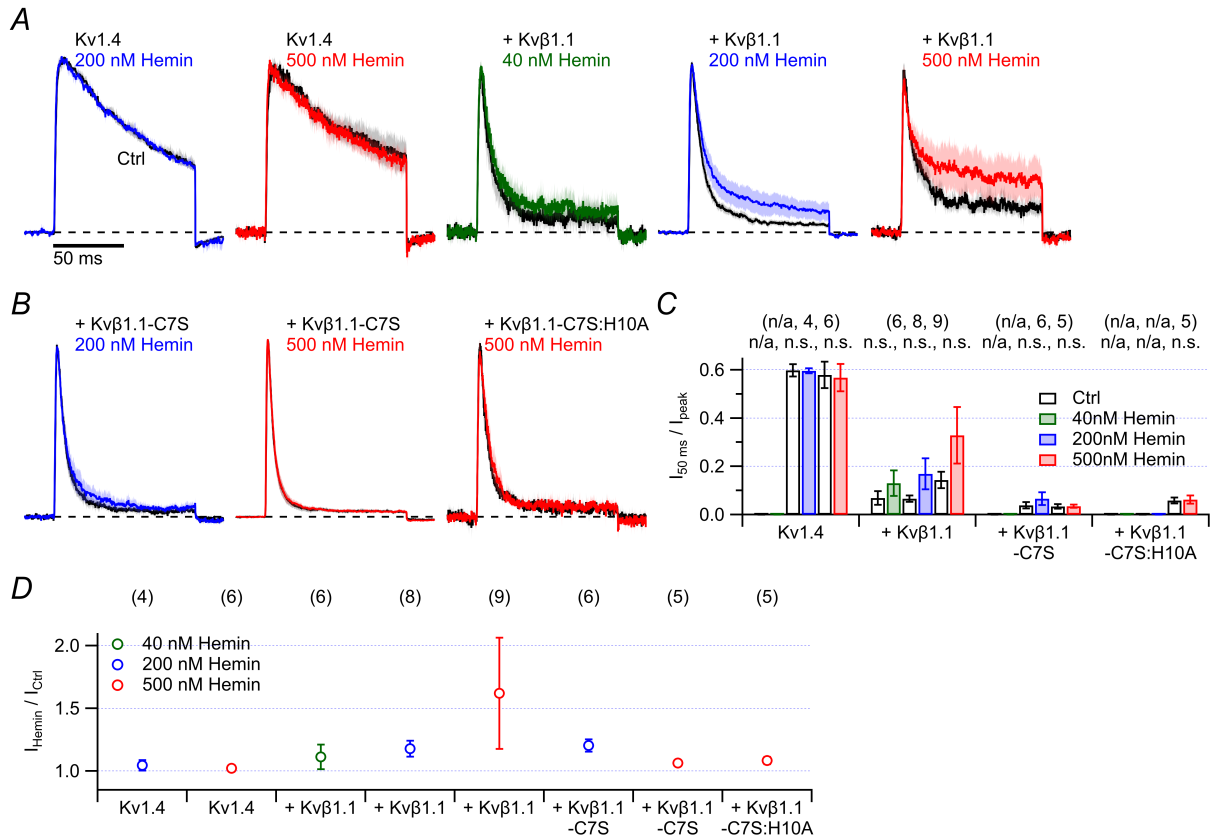 A
Kv1.4
200 nM Hemin
Ctrl
50 ms
Kv1.4
500 nM Hemin
+ Kvβ1.1
40 nM Hemin
+ Kvβ1.1
200 nM Hemin
+ Kvβ1.1
500 nM Hemin
B
+ Kvβ1.1-C7S
200 nM Hemin
+ Kvβ1.1-C7S
500 nM Hemin
+ Kvβ1.1-C7S:H10A
500 nM Hemin
C
(n/a, 4, 6) (6, 8, 9) (n/a, 6, 5) (n/a, n/a, 5)
n/a, n.s., n.s. n.s., n.s., n.s. n/a, n.s., n.s. n/a, n/a, n.s.
I50 ms / Ipeak
0.6
0.4
0.2
0.0
Ctrl
40nM Hemin
200nM Hemin
500nM Hemin
Kv1.4
+ Kvβ1.1
+ Kvβ1.1
-C7S
+ Kvβ1.1
-C7S:H10A
D
(4) (6) (6) (8) (9) (6) (5) (5)
IHemin / ICtrl
2.0
1.5
1.0
40 nM Hemin
200 nM Hemin
500 nM Hemin
Kv1.4
Kv1.4
+ Kvβ1.1
+ Kvβ1.1
+ Kvβ1.1
+ Kvβ1.1
-C7S
+ Kvβ1.1
-C7S
+ Kvβ1.1
-C7S:H10A